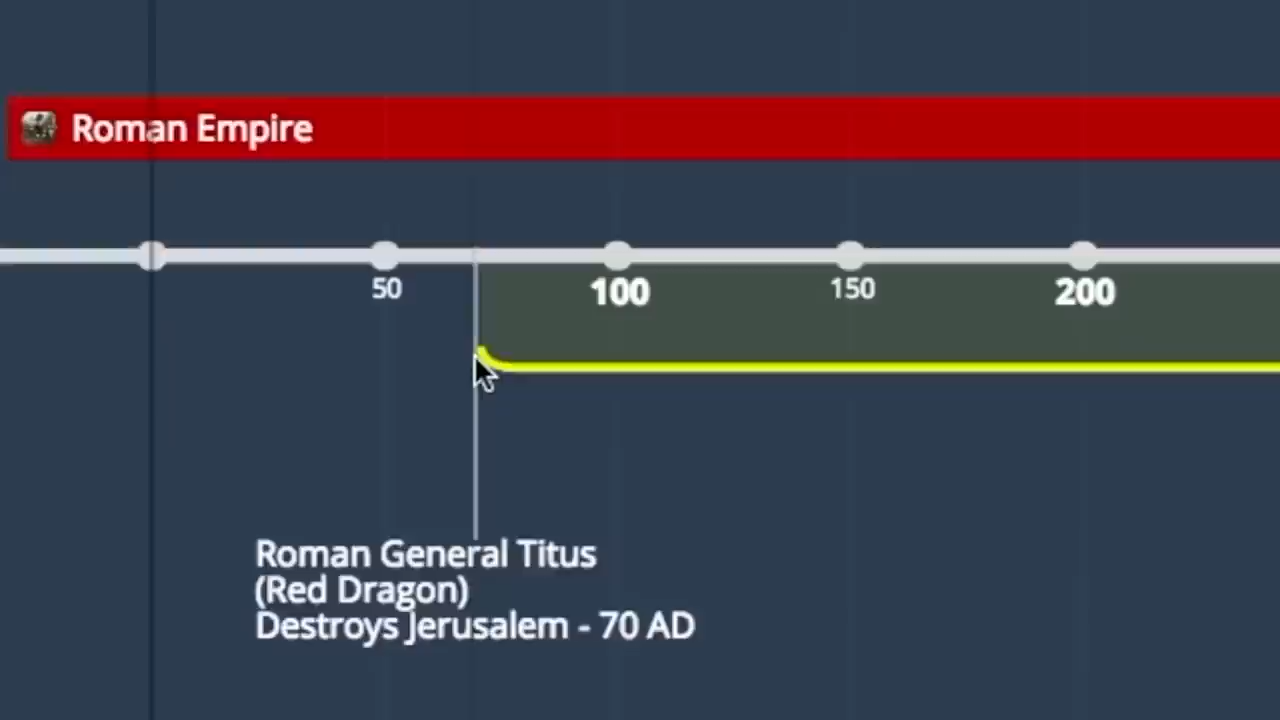 Roman Empire
50
100
150
200
Roman General Titus
(Red Dragon)
Destroys Jerusalem - 70 AD